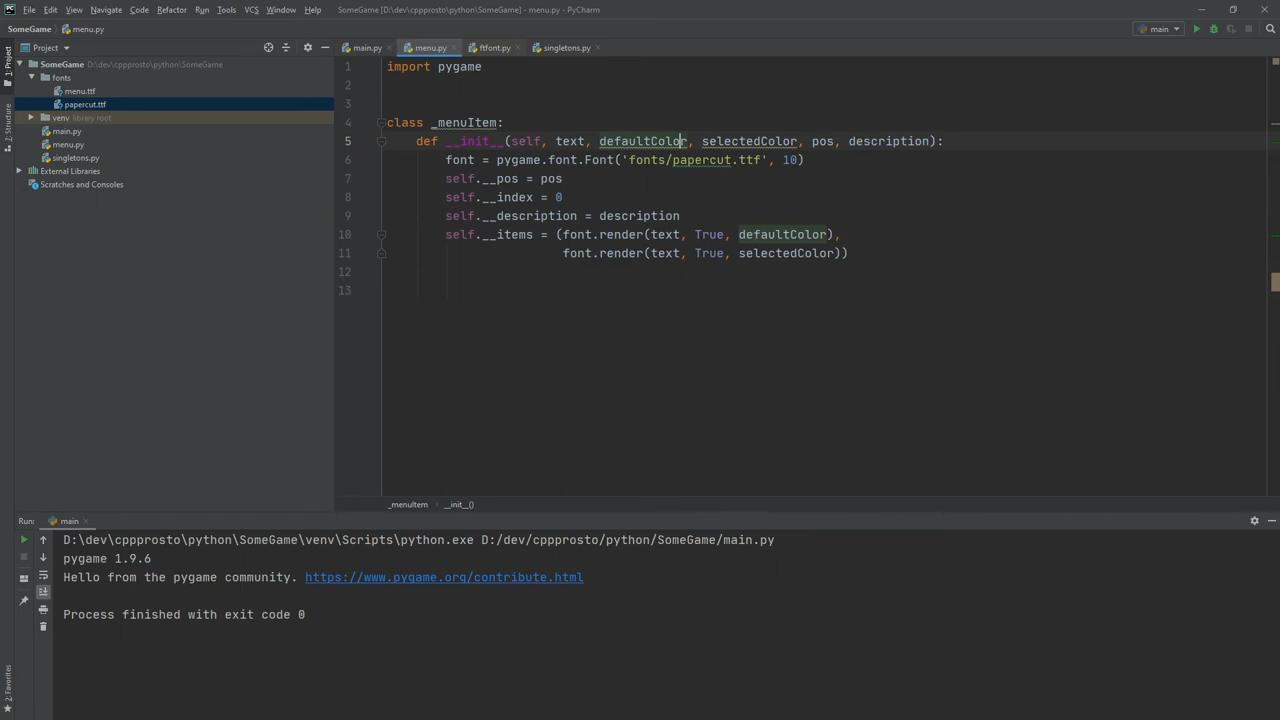 PC File Edit View Navigate Code Refactor Run Tools VCS Window Help SomeGame [D:\dev\cppprosto\python\SomeGame] - menu.py - PyCharm
SomeGame menu.py main
Project
main.py menu.py ftfont.py singletons.py
1: Project
7: Structure
2: Favorites
SomeGame D:\dev\cppprosto\python\SomeGame
fonts
menu.ttf
papercut.ttf
venv library root
main.py
menu.py
singletons.py
External Libraries
Scratches and Consoles
1 import pygame
2
3
4 class _menuItem:
5 def __init__(self, text, defaultColor, selectedColor, pos, description):
6 font = pygame.font.Font('fonts/papercut.ttf', 10)
7 self.__pos = pos
8 self.__index = 0
9 self.__description = description
10 self.__items = (font.render(text, True, defaultColor),
11 font.render(text, True, selectedColor))
12
13
_menuItem __init__()
Run: main
D:\dev\cppprosto\python\SomeGame\venv\Scripts\python.exe D:/dev/cppprosto/python/SomeGame/main.py
pygame 1.9.6
Hello from the pygame community. https://www.pygame.org/contribute.html
Process finished with exit code 0